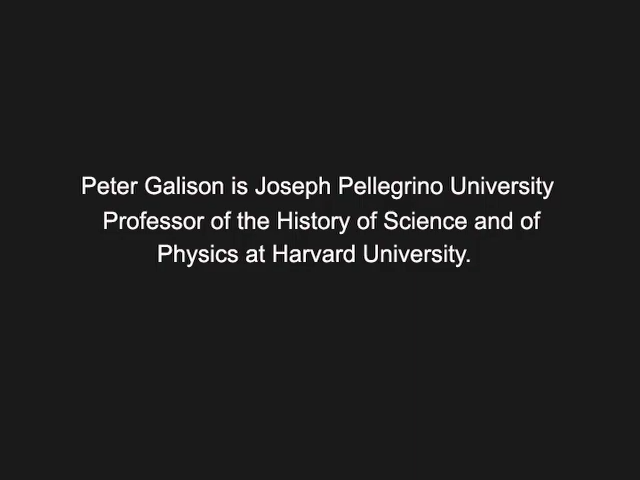 Peter Galison is Joseph Pellegrino University
Professor of the History of Science and of
Physics at Harvard University.